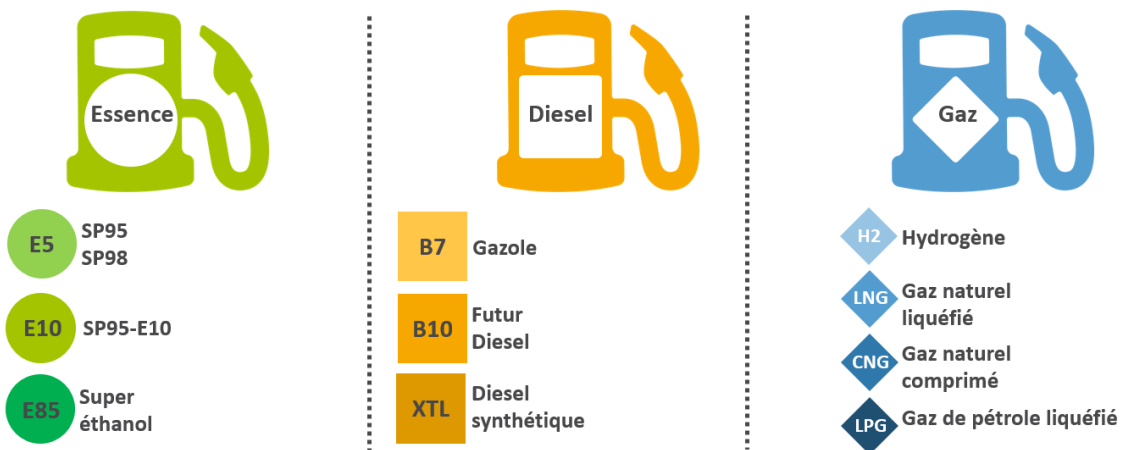 Essence
E5
SP95
SP98
E10
SP95-E10
E85
Super
éthanol
Diesel
B7
Gazole
B10
Futur
Diesel
XTL
Diesel
synthétique
Gaz
H2
Hydrogène
LNG
Gaz naturel
liquéfié
CNG
Gaz naturel
comprimé
LPG
Gaz de pétrole liquéfié